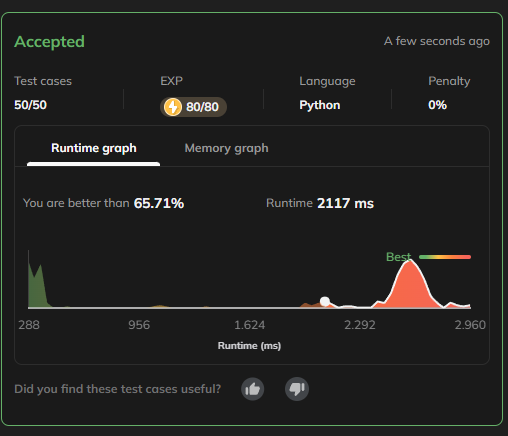 Accepted
A few seconds ago
Test cases EXP Language Penalty
50/50 80/80 Python 0%
Runtime graph Memory graph
You are better than 65.71% Runtime 2117 ms
Best
288 956 1.624 2.292 2.960
Runtime (ms)
Did you find these test cases useful?